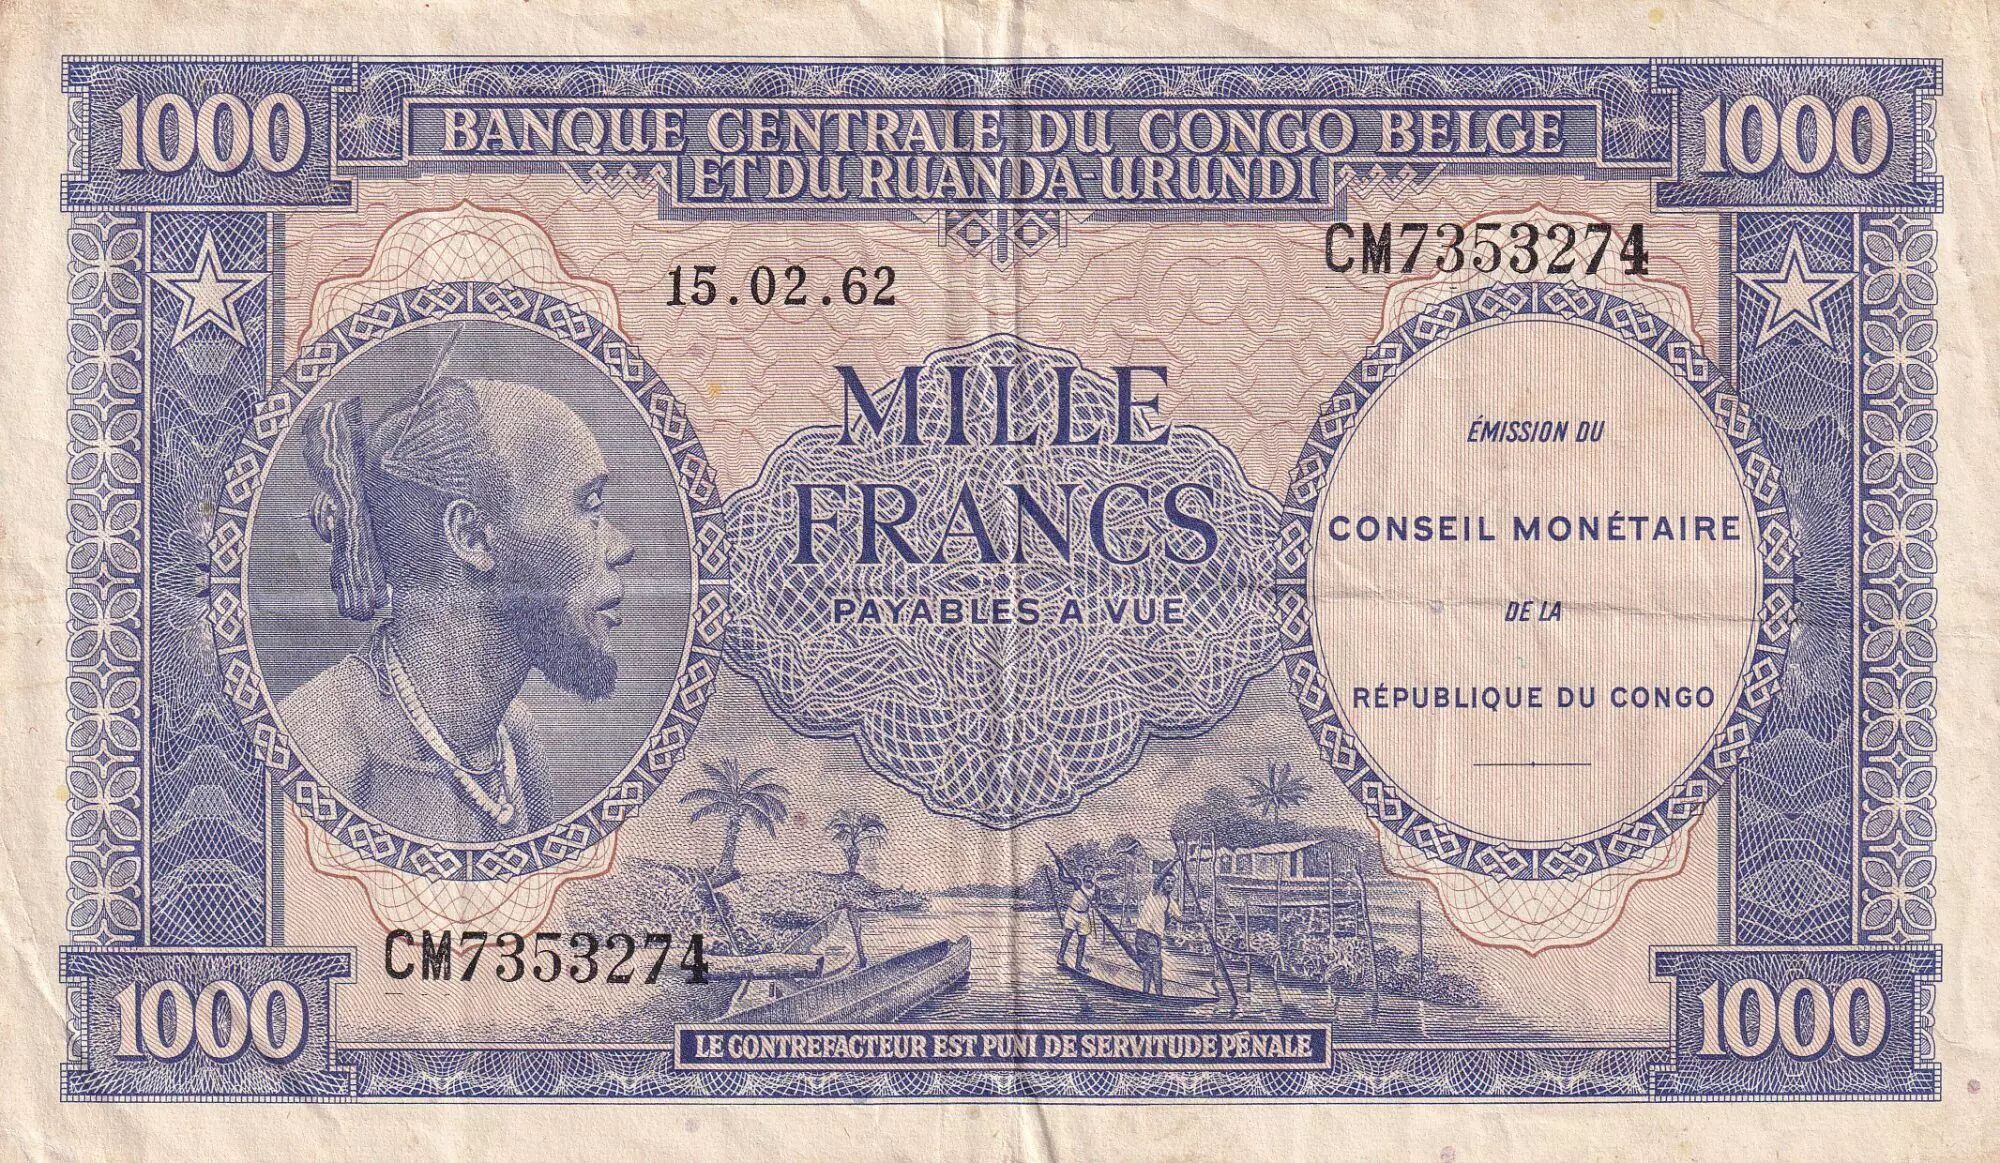 1000
1000
BANQUE CENTRALE DU CONGO BELGE
ET DU RUANDA-URUNDI
CM7353274
15.02.62
MILLE
FRANCS
PAYABLES A VUE
ÉMISSION DU
CONSEIL MONÉTAIRE
DE LA
RÉPUBLIQUE DU CONGO
CM7353274
1000
1000
LE CONTREFACTEUR EST PUNI DE SERVITUDE PÉNALE